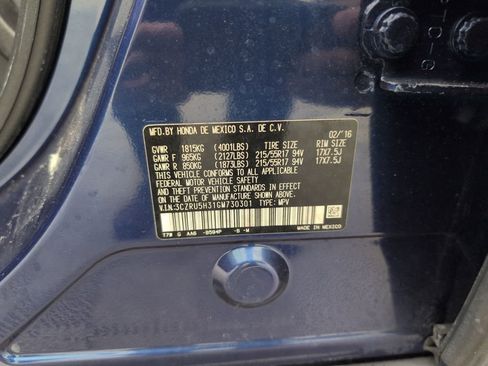 MFD.BY HONDA DE MEXICO S.A. DE C.V. 02/'16
GVWR 1815KG (4001LBS) TIRE SIZE RIM SIZE
GAWR F 965KG (2127LBS) 215/55R17 94V 17X7.5J
GAWR R 850KG (1873LBS) 215/55R17 94V 17X7.5J
THIS VEHICLE CONFORMS TO ALL APPLICABLE
FEDERAL MOTOR VEHICLE SAFETY
AND THEFT PREVENTION STANDARDS IN EFFECT
ON THE DATE OF MANUFACTURE SHOWN ABOVE.
V.I.N:3CZRU5H31GM730301 TYPE: MPV
B-594P -B -M
MADE IN MEXICO